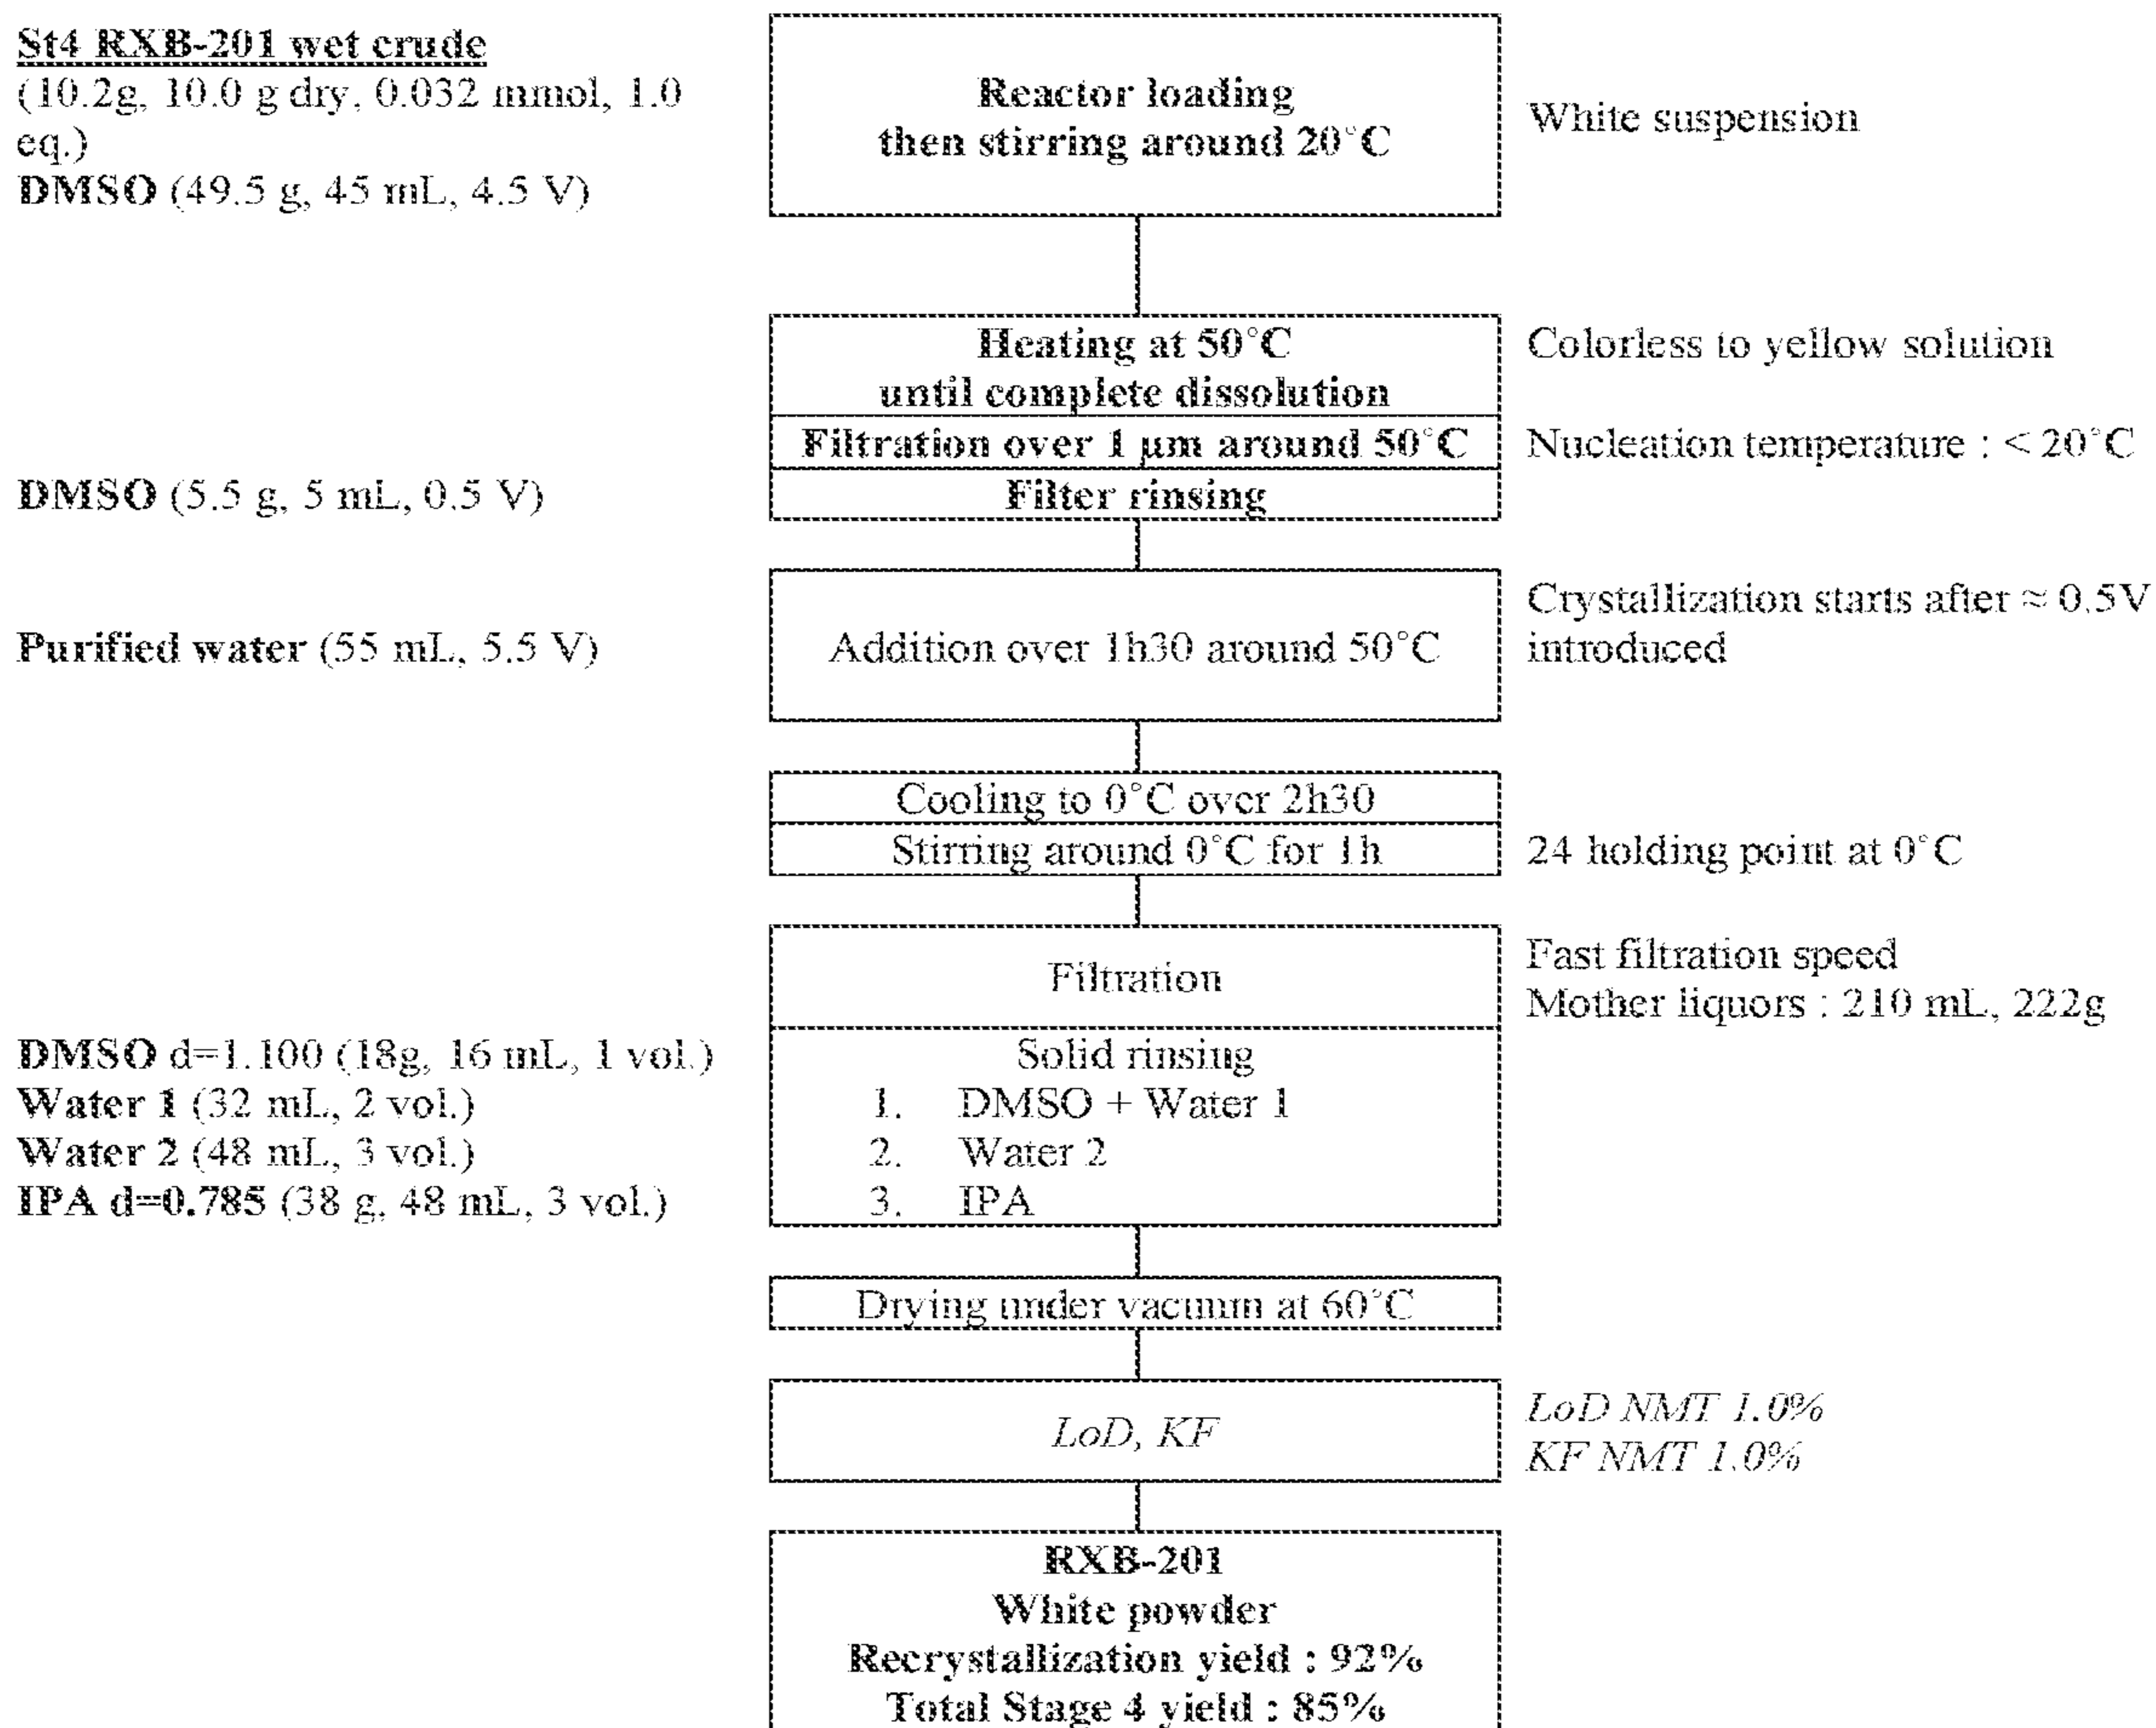 St4 RXB-201 wet crude
(10.2g, 10.0 g dry, 0.032 mmol, 1.0
eq.)
DMSO (49.5 g, 45 mL, 4.5 V)
Reactor loading
then stirring around 20°C
White suspension
Heating at 50°C
until complete dissolution
Colorless to yellow solution
Filtration over 1 µm around 50°C
Nucleation temperature : < 20°C
DMSO (5.5 g, 5 mL, 0.5 V)
Filter rinsing
Purified water (55 mL, 5.5 V)
Addition over 1h30 around 50°C
Crystallization starts after ≈ 0.5V
introduced
Cooling to 0°C over 2h30
Stirring around 0°C for 1h
24 holding point at 0°C
Filtration
Fast filtration speed
Mother liquors : 210 mL, 222g
DMSO d=1.100 (18g, 16 mL, 1 vol.)
Water 1 (32 mL, 2 vol.)
Water 2 (48 mL, 3 vol.)
IPA d=0.785 (38 g, 48 mL, 3 vol.)
Solid rinsing
1. DMSO + Water 1
2. Water 2
3. IPA
Drying under vacuum at 60°C
LoD, KF
LoD NMT 1.0%
KF NMT 1.0%
RXB-201
White powder
Recrystallization yield : 92%
Total Stage 4 yield : 85%